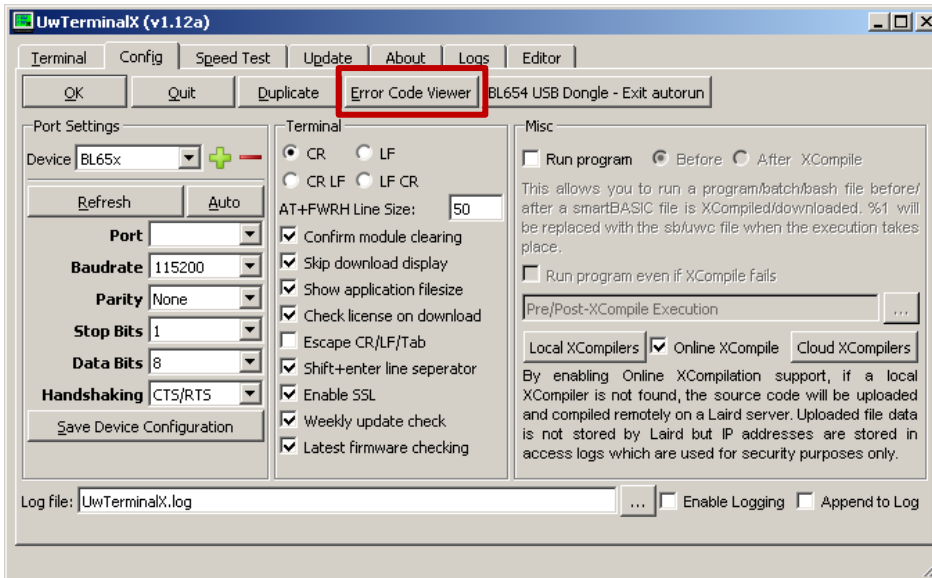 UwTerminalX (v1.12a)
Terminal Config Speed Test Update About Logs Editor
OK Quit Duplicate Error Code Viewer BL654 USB Dongle - Exit autorun
Port Settings
Device BL65x
Refresh Auto
Port
Baudrate 115200
Parity None
Stop Bits 1
Data Bits 8
Handshaking CTS/RTS
Save Device Configuration
Terminal
CR LF
CR LF LF CR
AT+FWRH Line Size: 50
Confirm module clearing
Skip download display
Show application filesize
Check license on download
Escape CR/LF/Tab
Shift+enter line seperator
Enable SSL
Weekly update check
Latest firmware checking
Misc
Run program Before After XCompile
This allows you to run a program/batch/bash file before/
after a smartBASIC file is XCompiled/downloaded. %1 will
be replaced with the sb/uwc file when the execution takes
place.
Run program even if XCompile fails
Pre/Post-XCompile Execution ...
Local XCompilers Online XCompile Cloud XCompilers
By enabling Online XCompilation support, if a local
XCompiler is not found, the source code will be uploaded
and compiled remotely on a Laird server. Uploaded file data
is not stored by Laird but IP addresses are stored in
access logs which are used for security purposes only.
Log file: UwTerminalX.log ... Enable Logging Append to Log